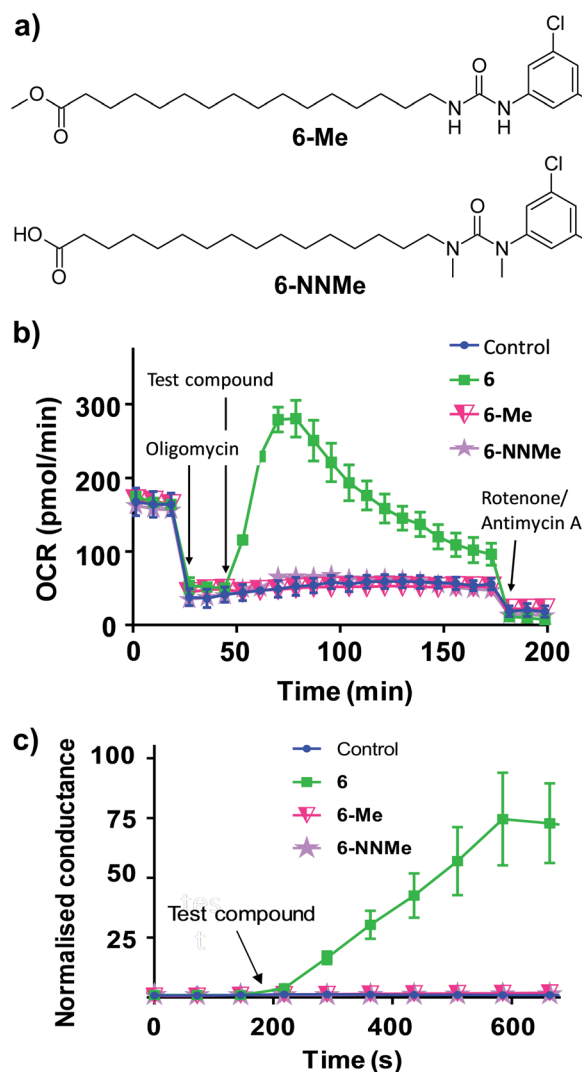 a)
Cl
O
O
O
N
H
N
H
6-Me
Cl
HO
O
O
N
N
6-NNMe
b)
Control
6
6-Me
6-NNMe
Test compound
Oligomycin
Rotenone/
Antimycin A
OCR (pmol/min)
300
200
100
0
0 50 100 150 200
Time (min)
c)
Control
6
6-Me
6-NNMe
Test compound
Normalised conductance
100
75
50
25
0 200 400 600
Time (s)